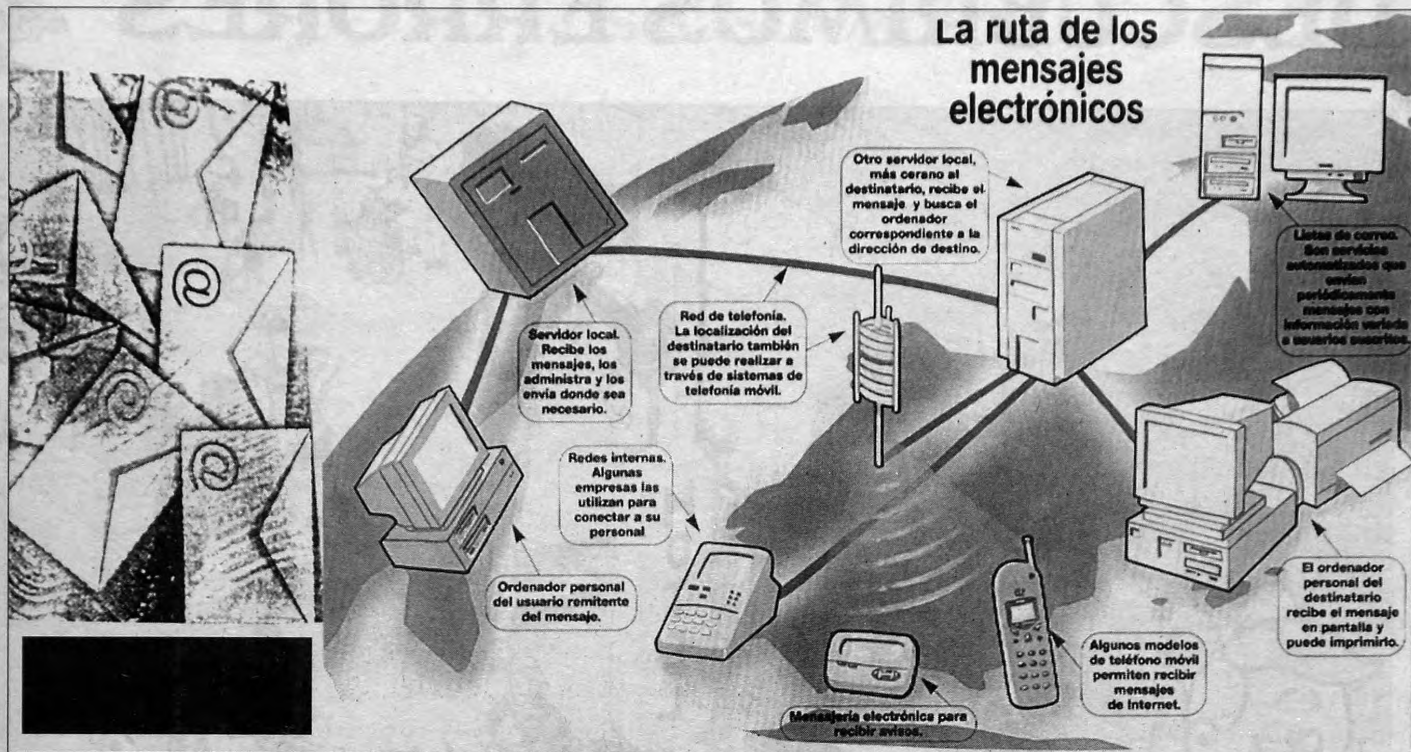 La ruta de los
mensajes
electrónicos
@
@
@
@
Servidor local.
Recibe los
mensajes, los
administra y los
envía donde sea
necesario.
Ordenador personal
del usuario remitente
del mensaje.
Red de telefonía.
La localización del
destinatario también
se puede realizar a
través de sistemas de
telefonía móvil.
Otro servidor local,
más cerano al
destinatario, recibe el
mensaje y busca el
ordenador
correspondiente a la
dirección de destino.
Listas de correo.
Son servicios
automatizados que
envían
periódicamente
mensajes con
información variada
a usuarios suscritos.
Redes internas.
Algunas
empresas las
utilizan para
conectar a su
personal
Mensajería electrónica para
recibir avisos.
Algunos modelos
de teléfono móvil
permiten recibir
mensajes
de Internet.
El ordenador
personal del
destinatario
recibe el mensaje
en pantalla y
puede imprimirlo.